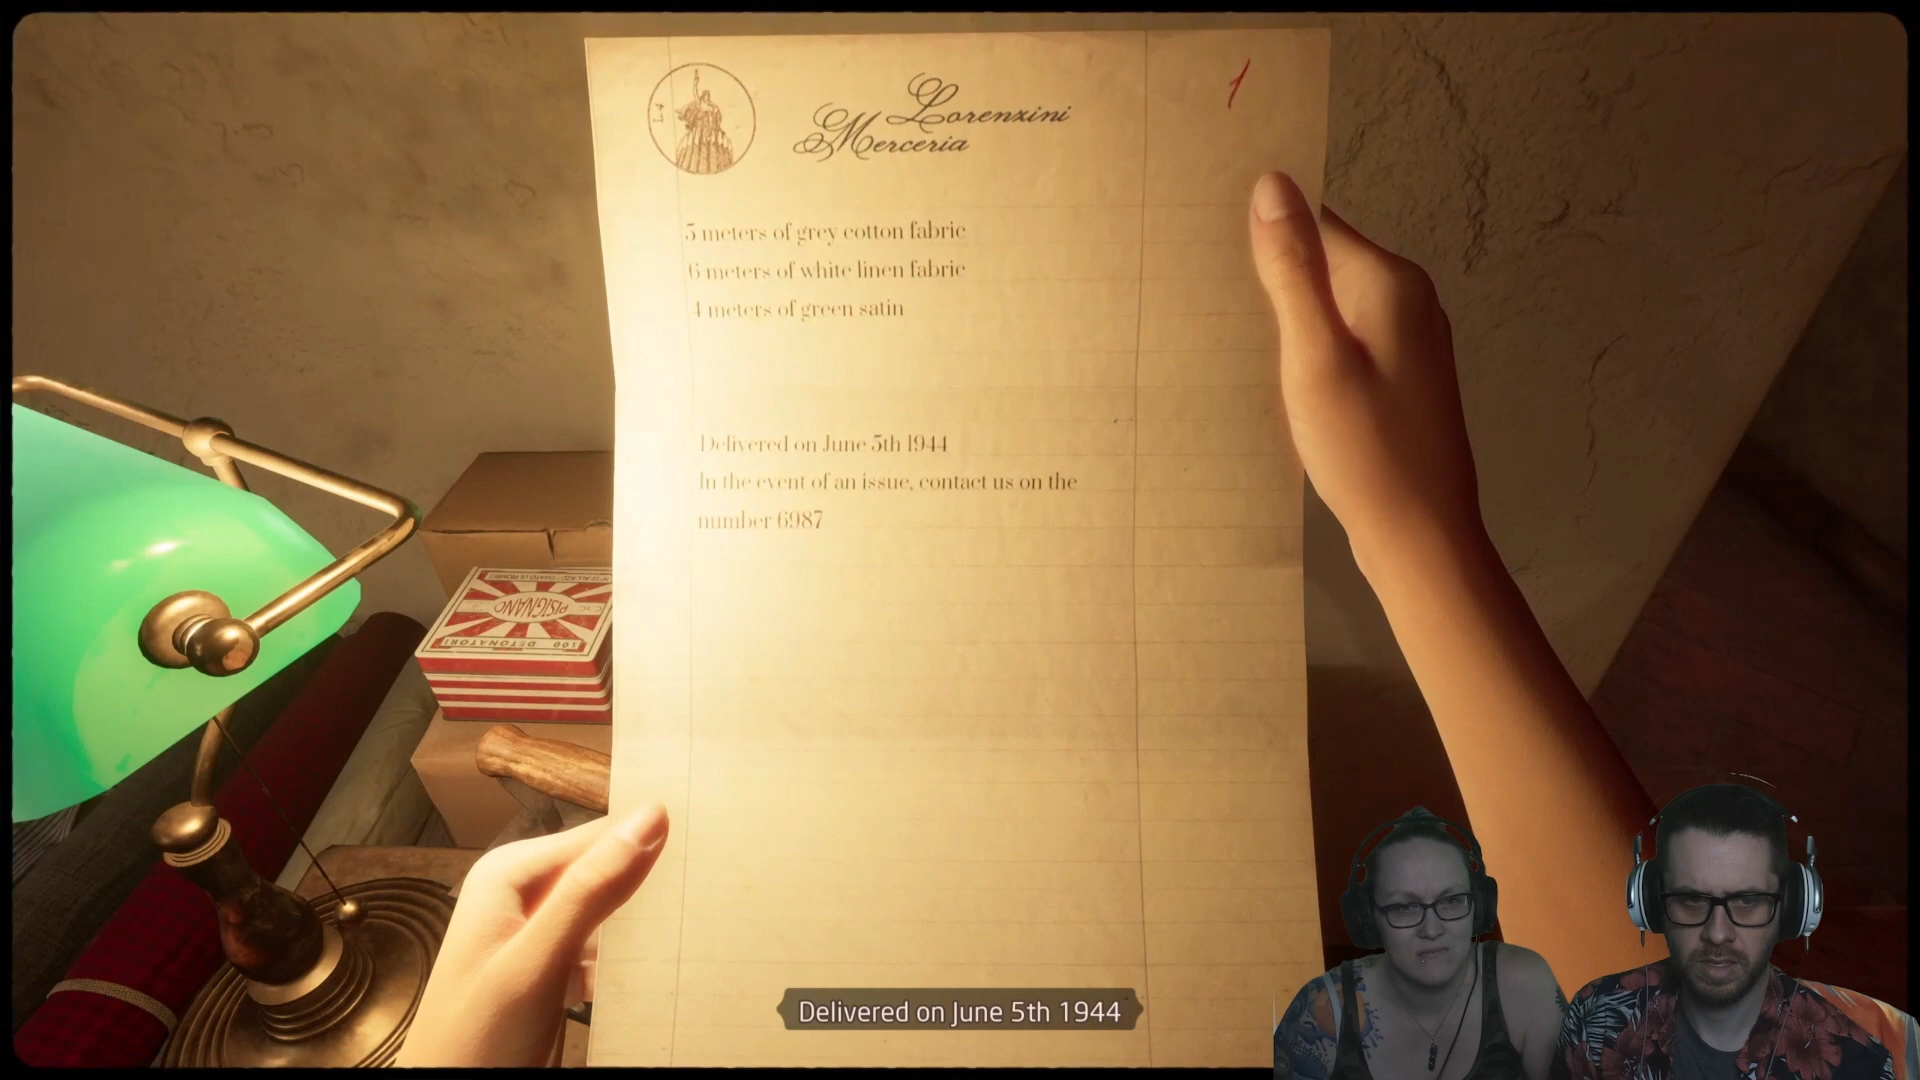 L4
Lorenzini
Merceria
1
5 meters of grey cotton fabric
6 meters of white linen fabric
4 meters of green satin
Delivered on June 5th 1944
In the event of an issue, contact us on the
number 6987
PISIGNANO
100 DETONATORI
Delivered on June 5th 1944